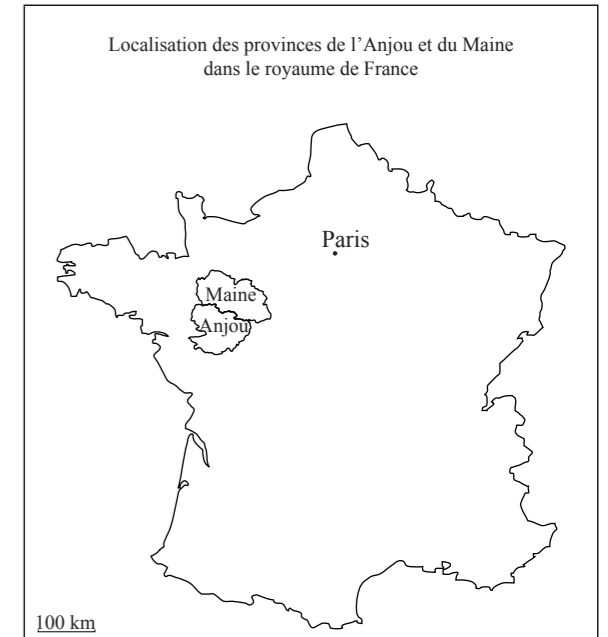 Localisation des provinces de l’Anjou et du Maine
dans le royaume de France
Paris
Maine
Anjou
100 km